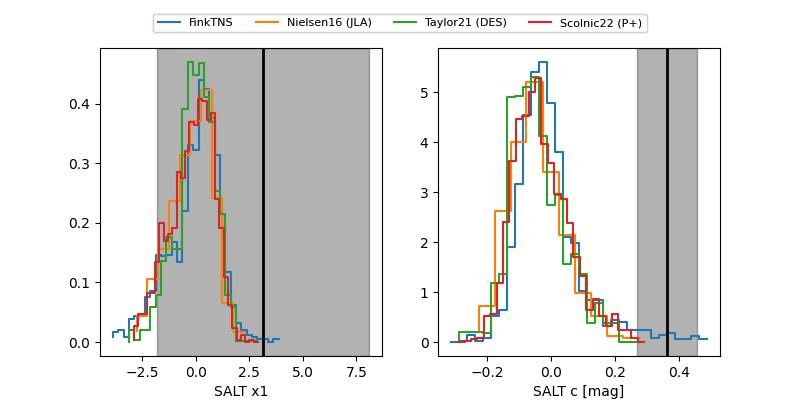 FinkTNS Nielsen16 (JLA) Taylor21 (DES) Scolnic22 (P+)
0.4
0.3
0.2
0.1
0.0
−2.5 0.0 2.5 5.0 7.5
SALT x1
5
4
3
2
1
0
−0.2 0.0 0.2 0.4
SALT c [mag]